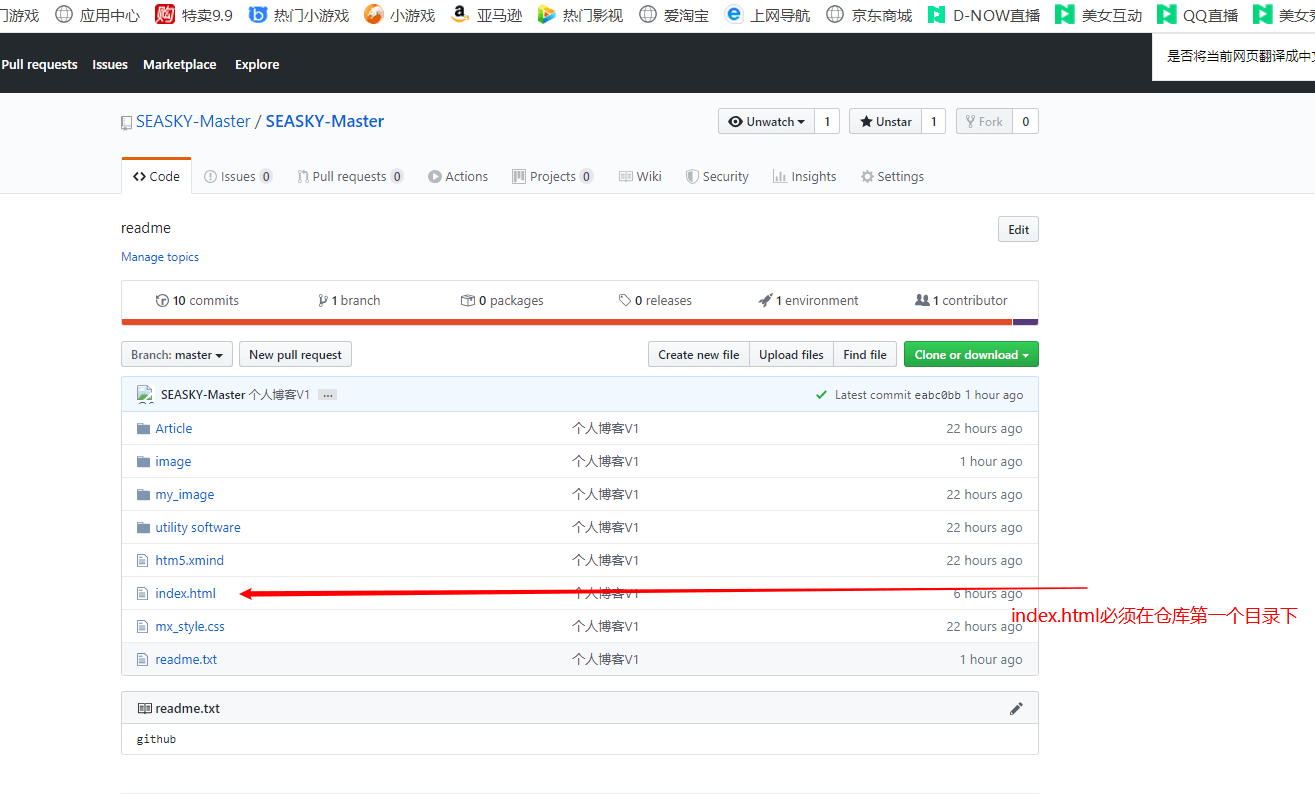 门游戏 应用中心 购 特卖9.9 热门小游戏 小游戏 亚马逊 热门影视 爱淘宝 上网导航 京东商城 D-NOW直播 美女互动 QQ直播 美女
Pull requests Issues Marketplace Explore
是否将当前网页翻译成中文
SEASKY-Master / SEASKY-Master
Unwatch 1 Unstar 1 Fork 0
Code Issues 0 Pull requests 0 Actions Projects 0 Wiki Security Insights Settings
readme
Edit
Manage topics
10 commits 1 branch 0 packages 0 releases 1 environment 1 contributor
Branch: master New pull request Create new file Upload files Find file Clone or download
SEASKY-Master 个人博客V1 ... Latest commit eabc0bb 1 hour ago
Article 个人博客V1 22 hours ago
image 个人博客V1 1 hour ago
my_image 个人博客V1 22 hours ago
utility software 个人博客V1 22 hours ago
htm5.xmind 个人博客V1 22 hours ago
index.html 个人博客V1 6 hours ago
index.html必须在仓库第一个目录下
mx_style.css 个人博客V1 22 hours ago
readme.txt 个人博客V1 1 hour ago
readme.txt
github